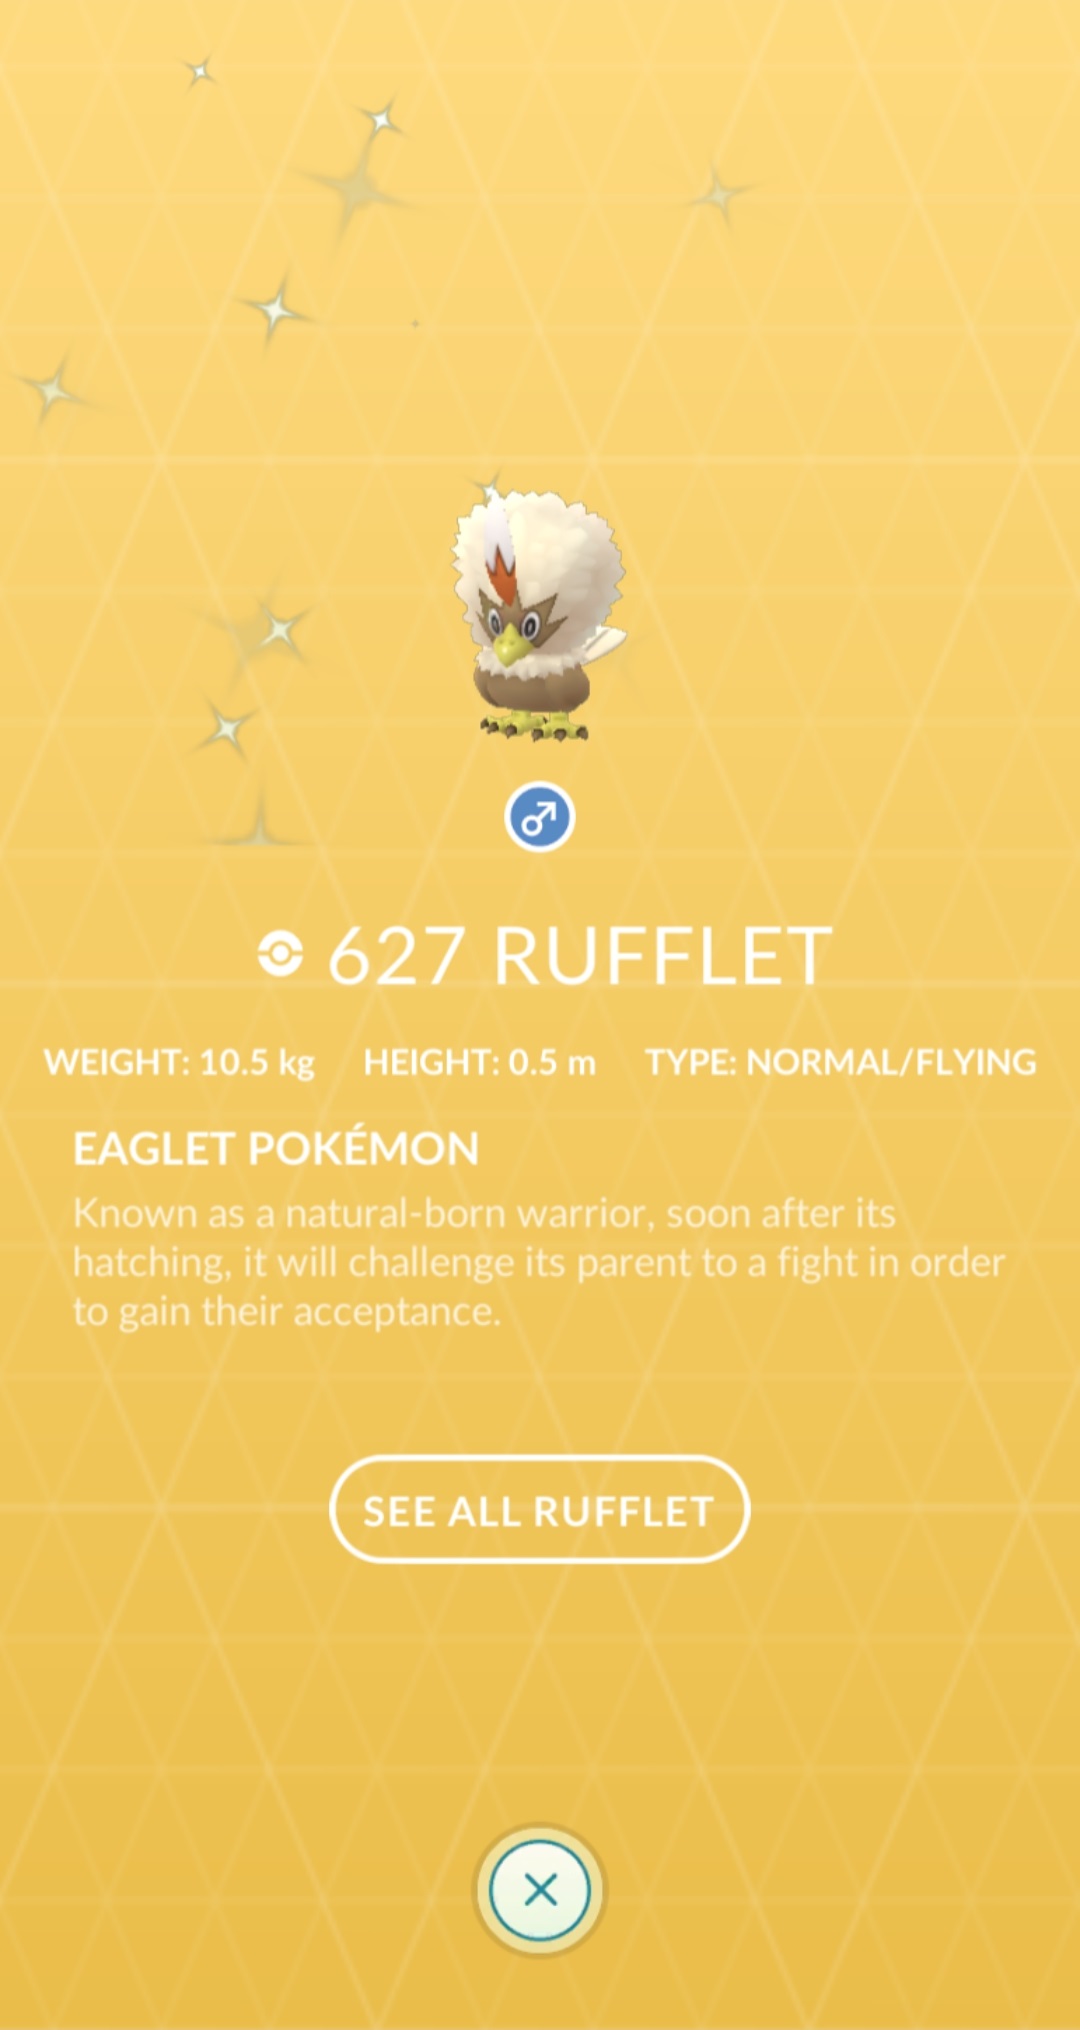 627 RUFFLET
WEIGHT: 10.5 kg HEIGHT: 0.5 m TYPE: NORMAL/FLYING
EAGLET POKÉMON
Known as a natural-born warrior, soon after its
hatching, it will challenge its parent to a fight in order
to gain their acceptance.
SEE ALL RUFFLET